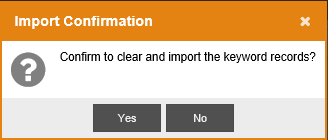 Import Confirmation
Confirm to clear and import the keyword records?
Yes
No